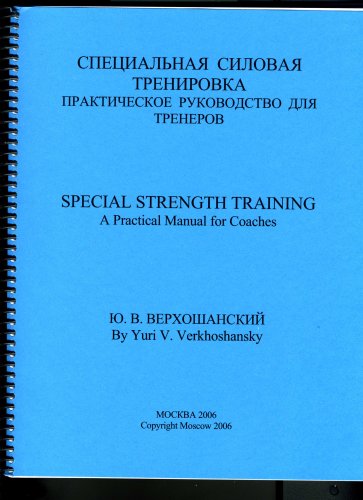 СПЕЦИАЛЬНАЯ СИЛОВАЯ
ТРЕНИРОВКА
ПРАКТИЧЕСКОЕ РУКОВОДСТВО ДЛЯ
ТРЕНЕРОВ
SPECIAL STRENGTH TRAINING
A Practical Manual for Coaches
Ю. В. ВЕРХОШАНСКИЙ
By Yuri V. Verkhoshansky
МОСКВА 2006
Copyright Moscow 2006